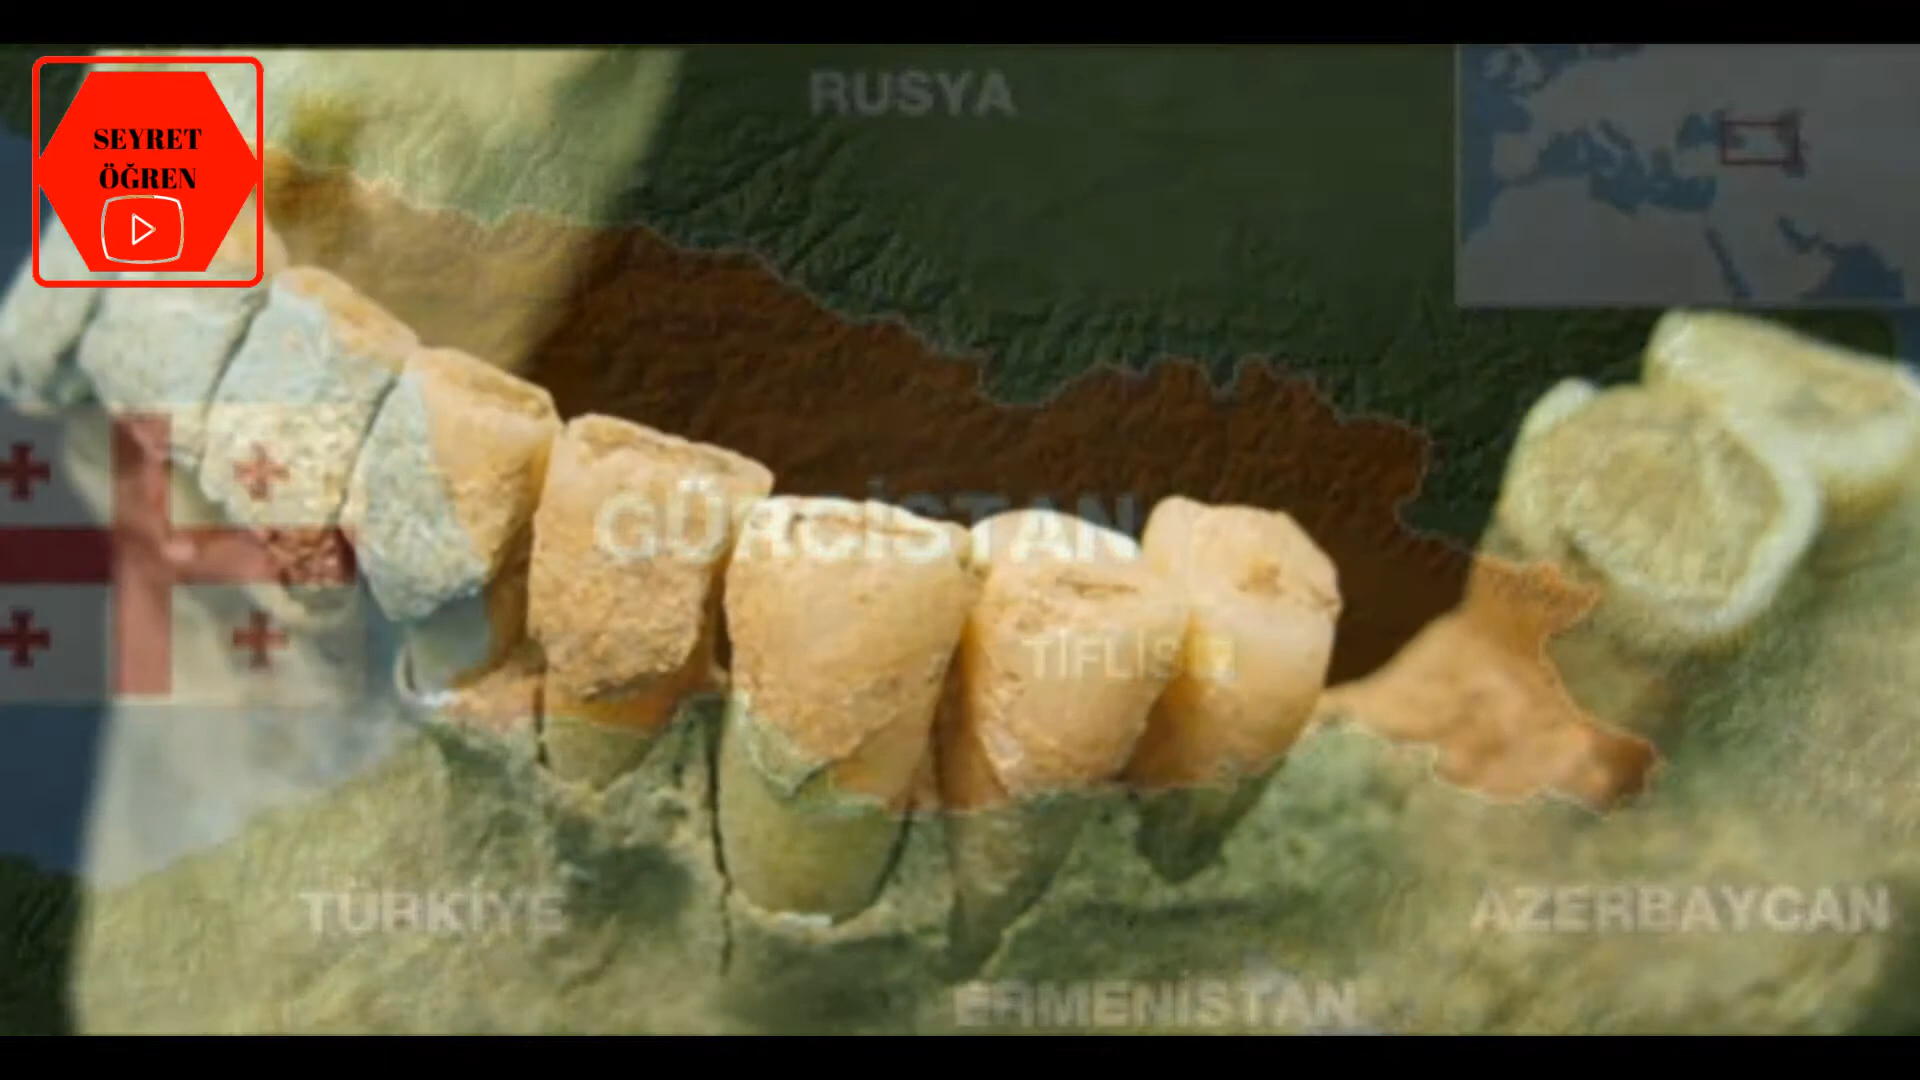 SEYRET
ÖĞREN
RUSYA
GÜRCİSTAN
TİFLİS
TÜRKİYE
AZERBAYCAN
ERMENİSTAN